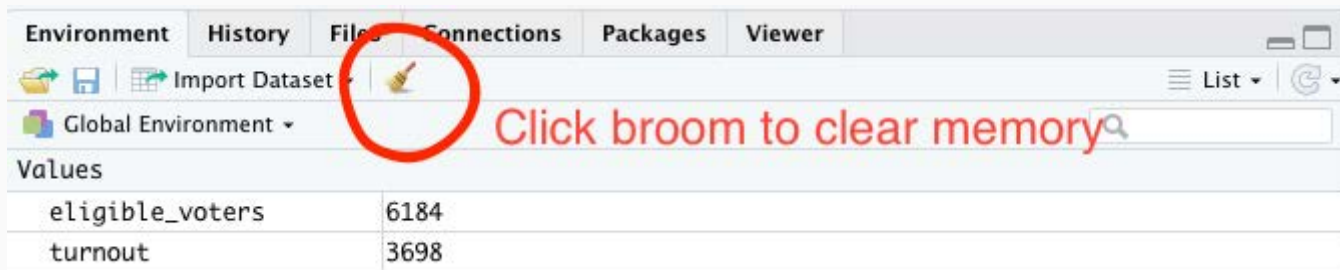 Environment History Files Connections Packages Viewer
Import Dataset List
Global Environment Click broom to clear memory
Values
eligible_voters 6184
turnout 3698